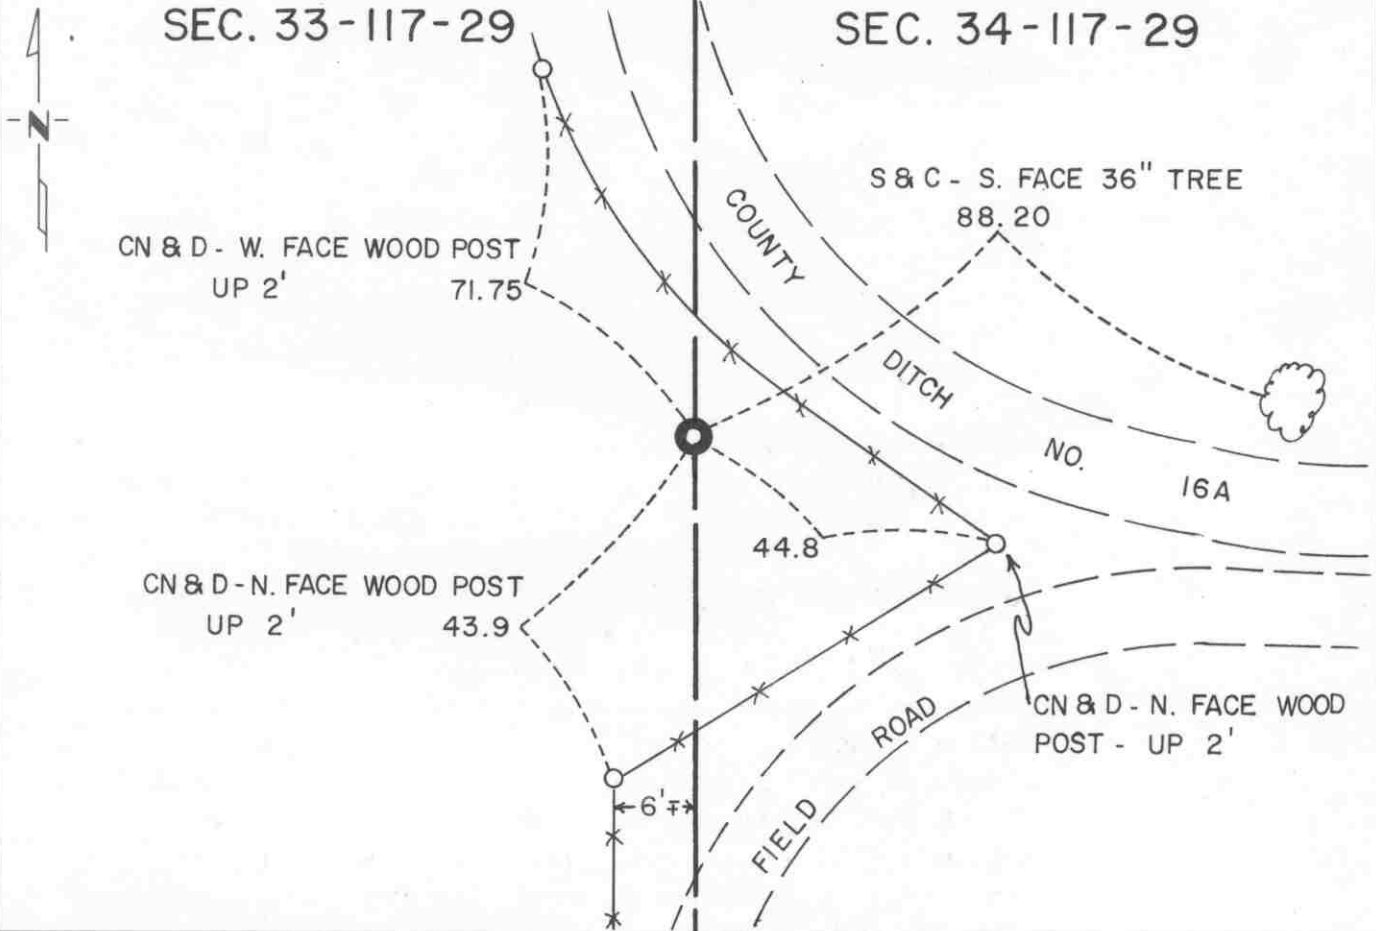 SEC. 33-117-29
SEC. 34-117-29
N
S & C - S. FACE 36" TREE
88.20
COUNTY
CN & D - W. FACE WOOD POST
UP 2' 71.75
DITCH
NO.
16A
44.8
CN & D - N. FACE WOOD POST
UP 2' 43.9
CN & D - N. FACE WOOD
POST - UP 2'
ROAD
FIELD
6'∓